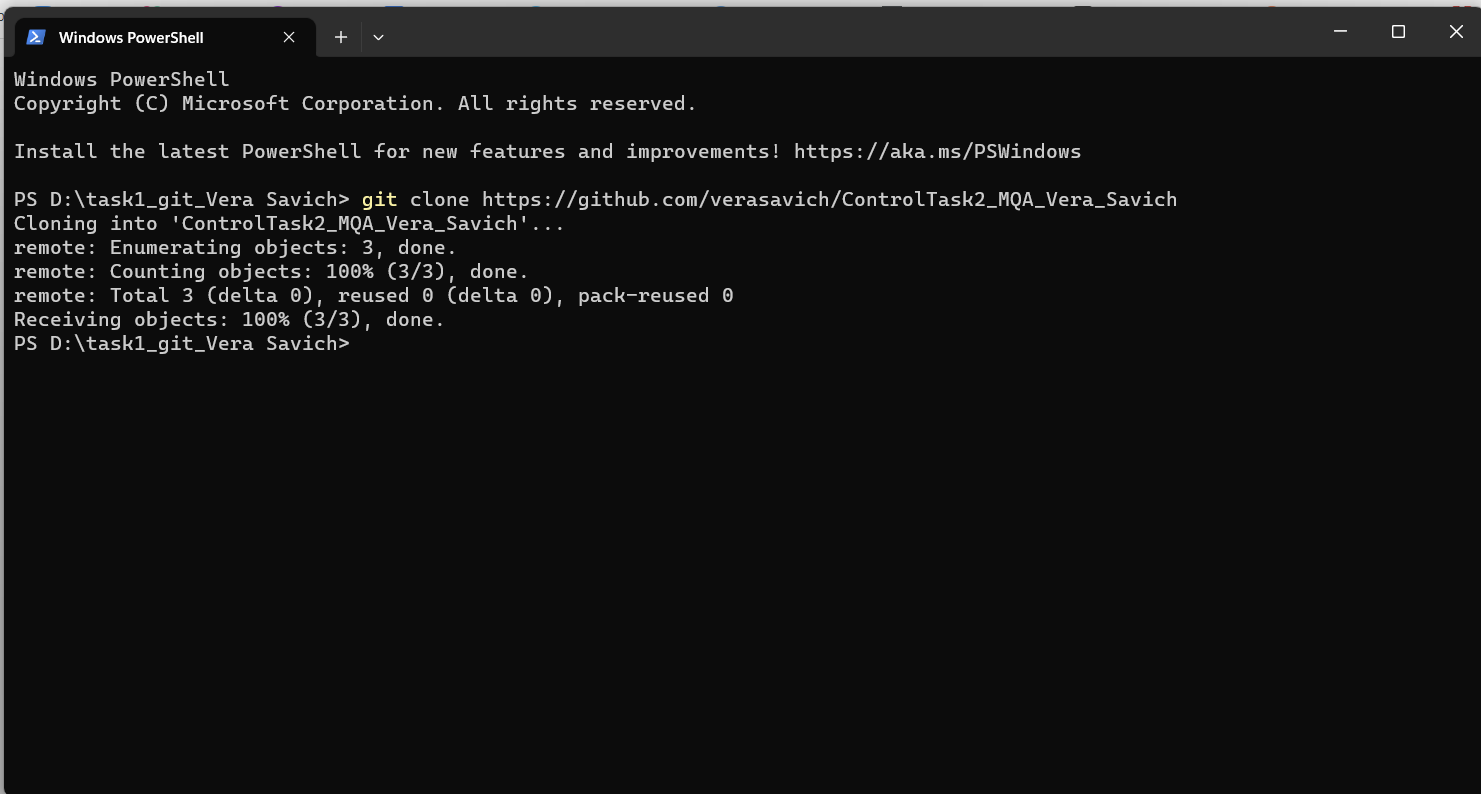 Windows PowerShell
Windows PowerShell
Copyright (C) Microsoft Corporation. All rights reserved.
Install the latest PowerShell for new features and improvements! https://aka.ms/PSWindows
PS D:\task1_git_Vera Savich> git clone https://github.com/verasavich/ControlTask2_MQA_Vera_Savich
Cloning into 'ControlTask2_MQA_Vera_Savich'...
remote: Enumerating objects: 3, done.
remote: Counting objects: 100% (3/3), done.
remote: Total 3 (delta 0), reused 0 (delta 0), pack-reused 0
Receiving objects: 100% (3/3), done.
PS D:\task1_git_Vera Savich>